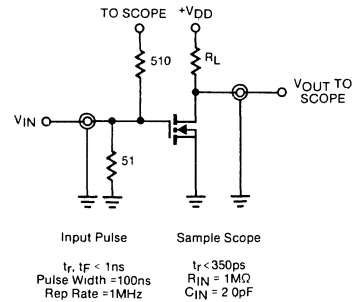 TO SCOPE
+VDD
510
RL
VOUT TO
SCOPE
VIN
51
Input Pulse
tr, tF < 1ns
Pulse Width =100ns
Rep Rate =1MHz
Sample Scope
tr<350ps
RIN = 1MΩ
CIN = 2 0pF